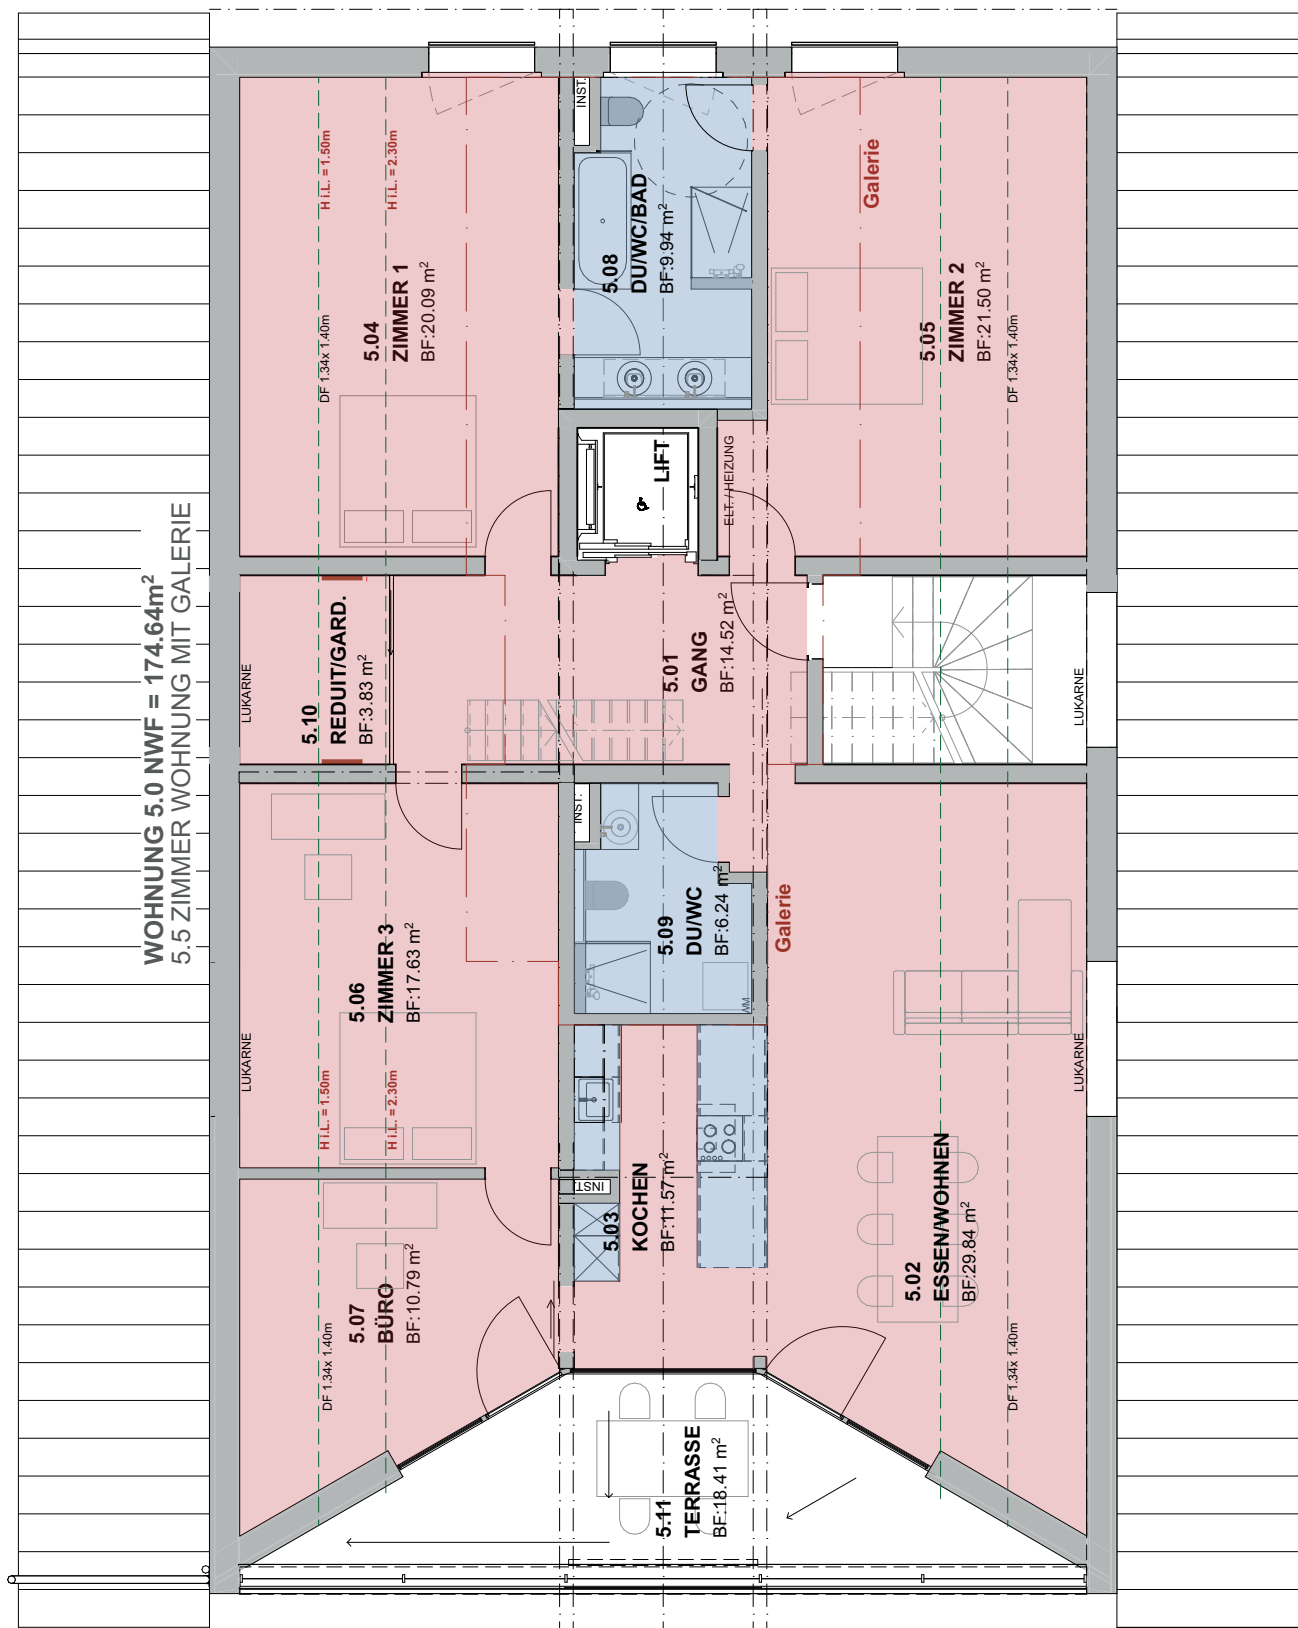 WOHNUNG 5.0 NWF = 174.64m²
5.5 ZIMMER WOHNUNG MIT GALERIE
H i.L. = 1.50m
H i.L. = 2.30m
5.04
ZIMMER 1
BF:20.09 m²
DF 1.34x 1.40m
INST.
5.08
DU/WC/BAD
BF:9.94 m²
Galerie
5.05
ZIMMER 2
BF:21.50 m²
DF 1.34x 1.40m
LIFT
ELT. / HEIZUNG
LUKARNE
5.10
REDUIT/GARD.
BF:3.83 m²
5.01
GANG
BF:14.52 m²
LUKARNE
INST.
5.09
DU/WC
BF:6.24 m²
WM
Galerie
5.06
ZIMMER 3
BF:17.63 m²
LUKARNE
H i.L. = 1.50m
H i.L. = 2.30m
LUKARNE
INST.
5.03
KOCHEN
BF:11.57 m²
5.02
ESSEN/WOHNEN
BF:29.84 m²
5.07
BÜRO
BF:10.79 m²
DF 1.34x 1.40m
DF 1.34x 1.40m
5.11
TERRASSE
BF:18.41 m²